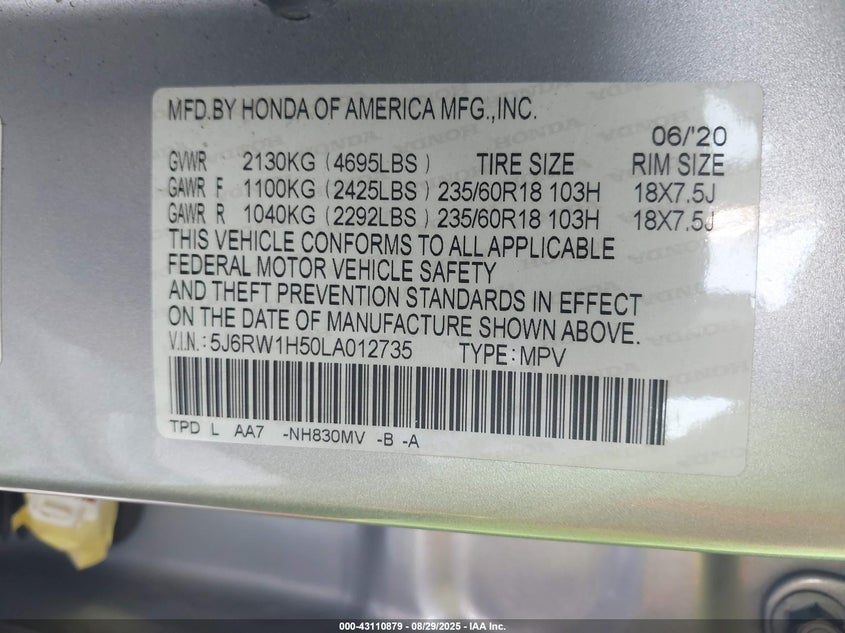 MFD.BY HONDA OF AMERICA MFG.,INC.
06/'20
GVWR 2130KG (4695LBS) TIRE SIZE RIM SIZE
GAWR F 1100KG (2425LBS) 235/60R18 103H 18X7.5J
GAWR R 1040KG (2292LBS) 235/60R18 103H 18X7.5J
THIS VEHICLE CONFORMS TO ALL APPLICABLE
FEDERAL MOTOR VEHICLE SAFETY
AND THEFT PREVENTION STANDARDS IN EFFECT
ON THE DATE OF MANUFACTURE SHOWN ABOVE.
V.I.N.: 5J6RW1H50LA012735 TYPE: MPV
TPD L AA7 -NH830MV -B -A
000-43110879 - 08/29/2025 - IAA Inc.